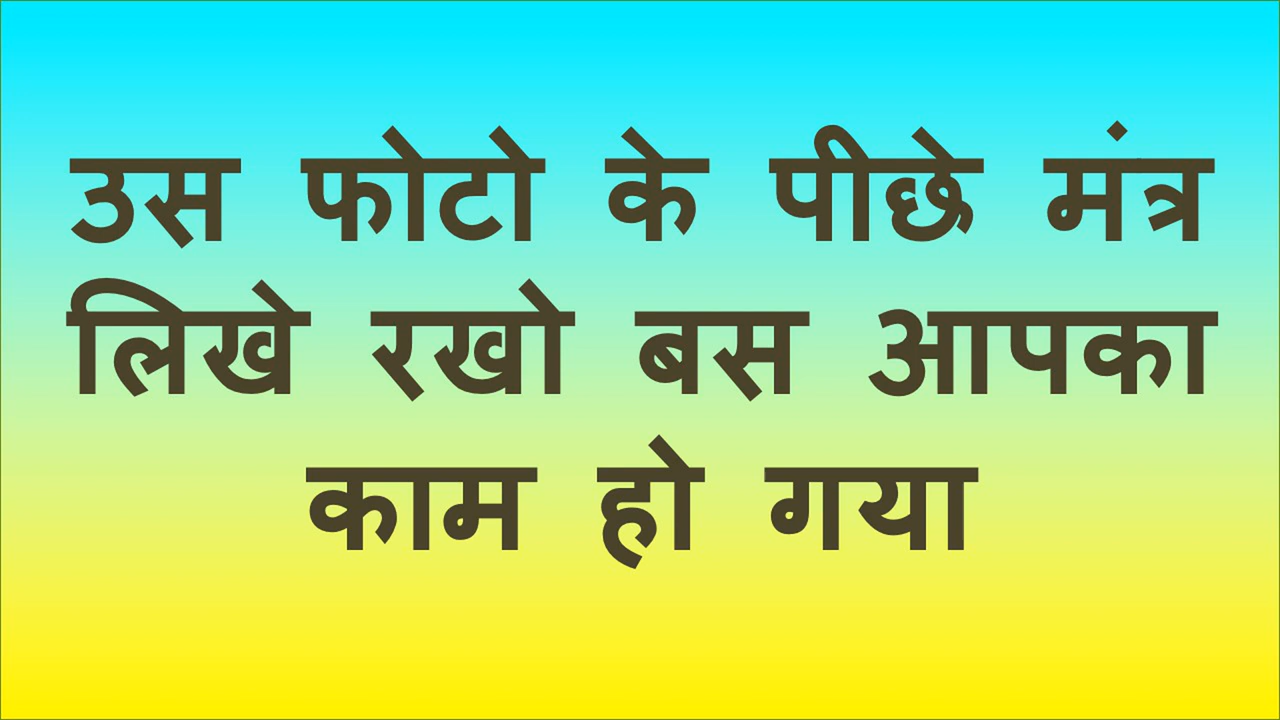 उस फोटो के पीछे मंत्र
लिखे रखो बस आपका
काम हो गया